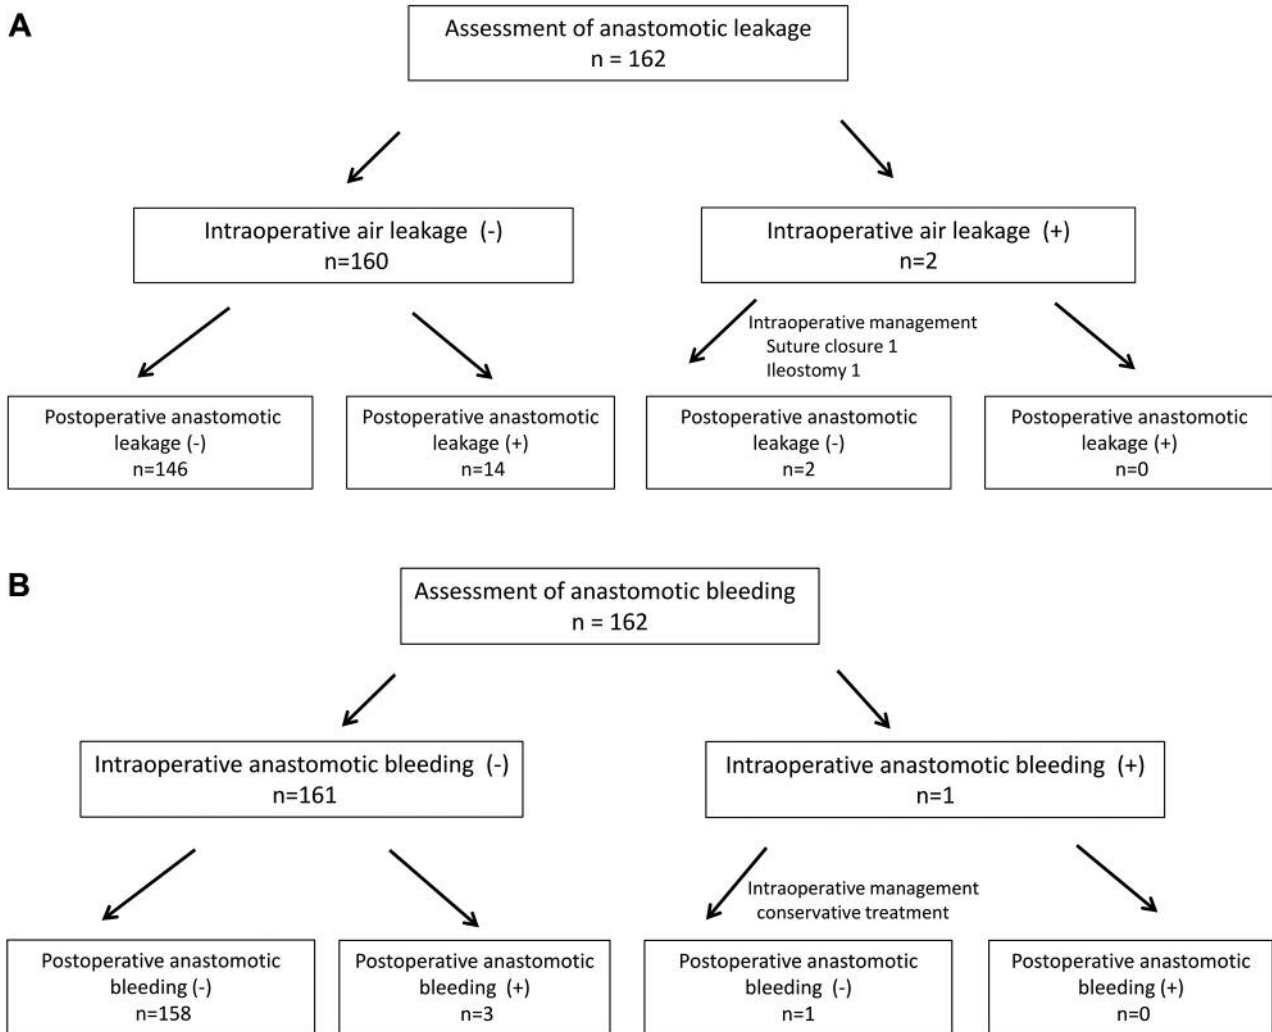 A
Assessment of anastomotic leakage
n = 162
Intraoperative air leakage (-)
n=160
Intraoperative air leakage (+)
n=2
Intraoperative management
Suture closure 1
Ileostomy 1
Postoperative anastomotic
leakage (-)
n=146
Postoperative anastomotic
leakage (+)
n=14
Postoperative anastomotic
leakage (-)
n=2
Postoperative anastomotic
leakage (+)
n=0
B
Assessment of anastomotic bleeding
n = 162
Intraoperative anastomotic bleeding (-)
n=161
Intraoperative anastomotic bleeding (+)
n=1
Intraoperative management
conservative treatment
Postoperative anastomotic
bleeding (-)
n=158
Postoperative anastomotic
bleeding (+)
n=3
Postoperative anastomotic
bleeding (-)
n=1
Postoperative anastomotic
bleeding (+)
n=0